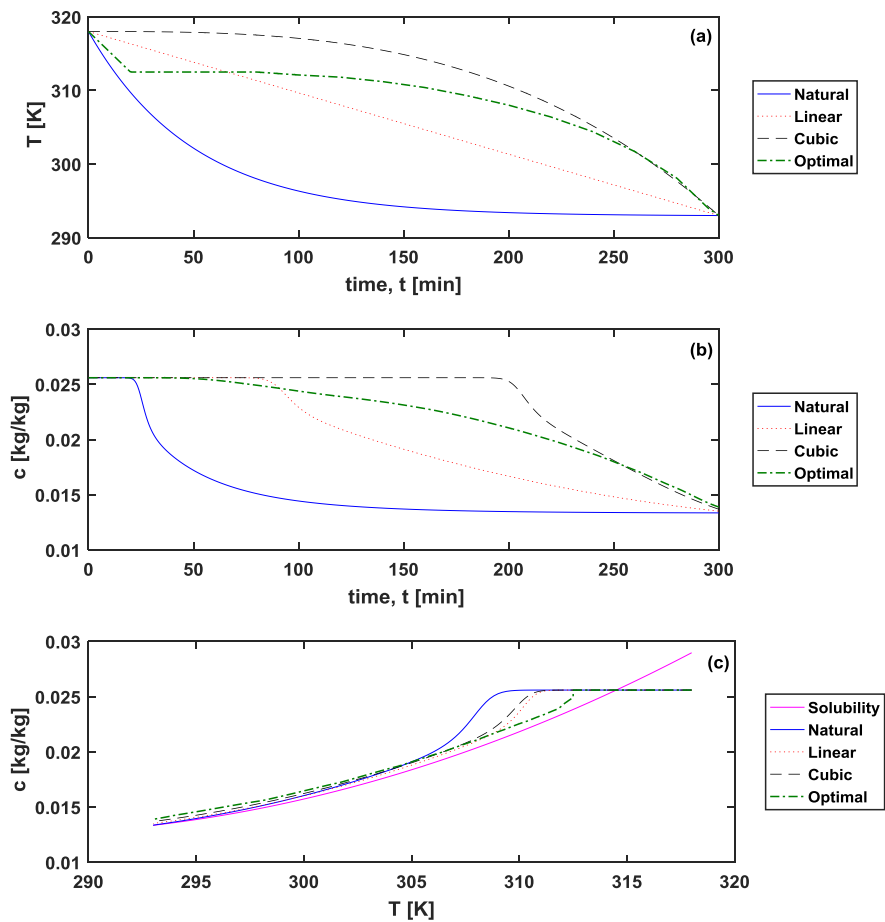 320
310
300
290
T [K]
(a)
0
50
100
150
200
250
300
time, t [min]
Natural
Linear
Cubic
Optimal
0.03
0.025
0.02
0.015
0.01
c [kg/kg]
(b)
0
50
100
150
200
250
300
time, t [min]
Natural
Linear
Cubic
Optimal
0.03
0.025
0.02
0.015
0.01
c [kg/kg]
(c)
290
295
300
305
310
315
320
T [K]
Solubility
Natural
Linear
Cubic
Optimal